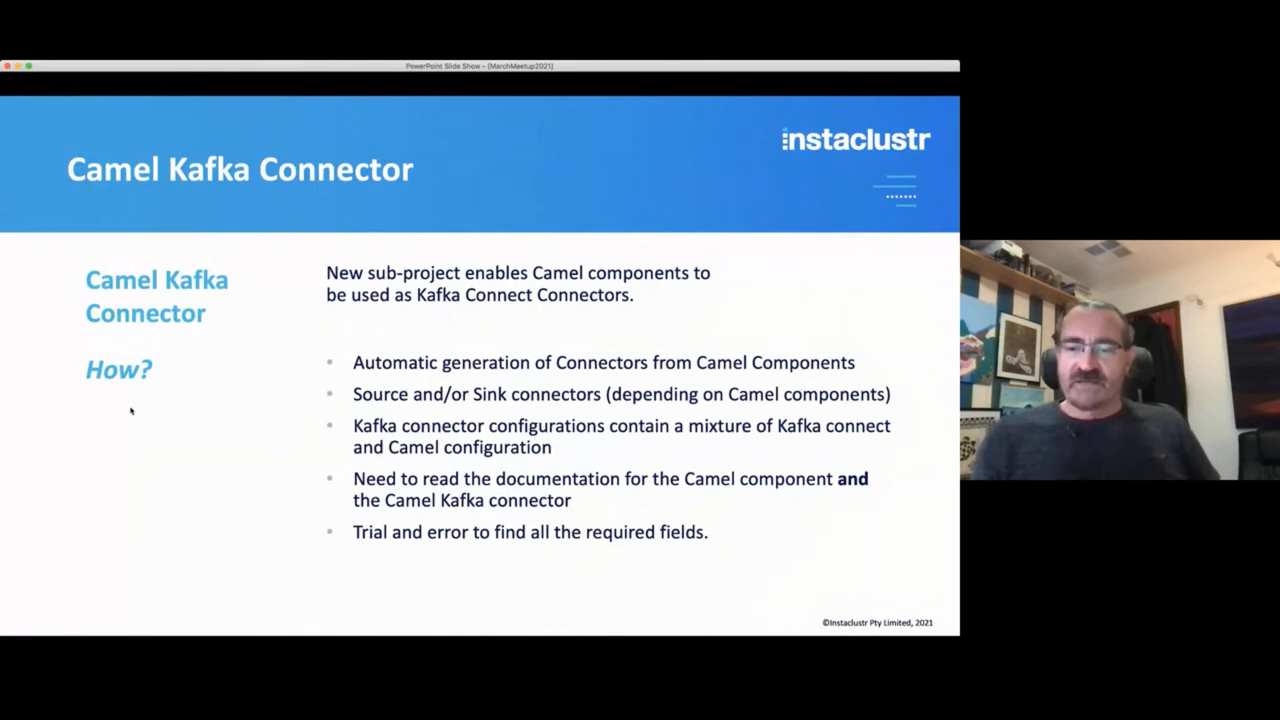 PowerPoint Slide Show – [MarchMeetup2021]
instaclustr
Camel Kafka Connector
Camel Kafka
Connector
How?
New sub-project enables Camel components to
be used as Kafka Connect Connectors.
• Automatic generation of Connectors from Camel Components
• Source and/or Sink connectors (depending on Camel components)
• Kafka connector configurations contain a mixture of Kafka connect
and Camel configuration
• Need to read the documentation for the Camel component and
the Camel Kafka connector
• Trial and error to find all the required fields.
©Instaclustr Pty Limited, 2021